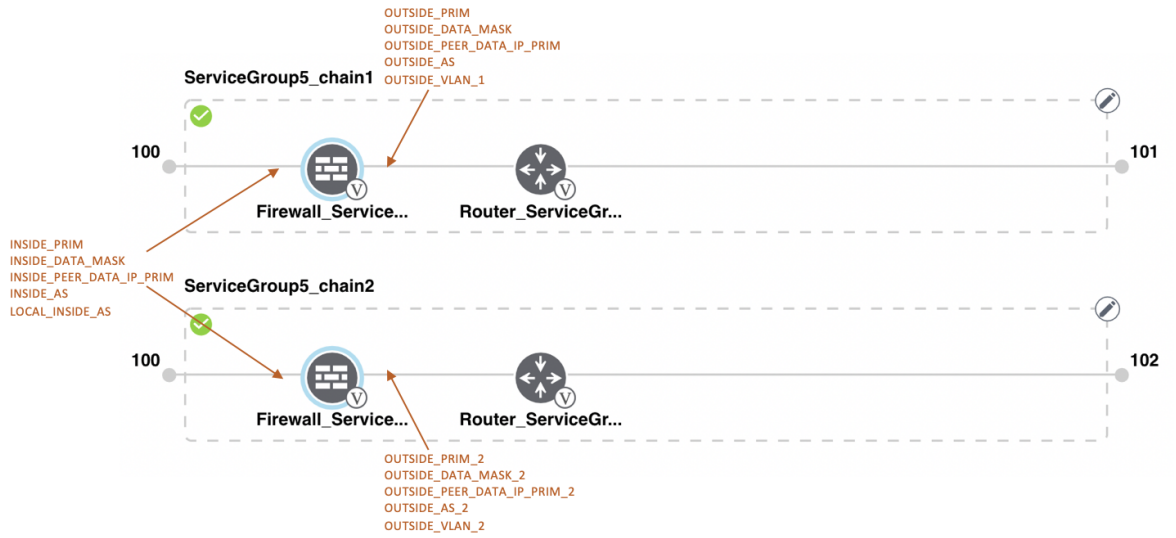 OUTSIDE_PRIM
OUTSIDE_DATA_MASK
OUTSIDE_PEER_DATA_IP_PRIM
OUTSIDE_AS
OUTSIDE_VLAN_1
ServiceGroup5_chain1
100
101
V
V
Firewall_Service...
Router_ServiceGr...
INSIDE_PRIM
INSIDE_DATA_MASK
INSIDE_PEER_DATA_IP_PRIM
INSIDE_AS
LOCAL_INSIDE_AS
ServiceGroup5_chain2
100
102
V
V
Firewall_Service...
Router_ServiceGr...
OUTSIDE_PRIM_2
OUTSIDE_DATA_MASK_2
OUTSIDE_PEER_DATA_IP_PRIM_2
OUTSIDE_AS_2
OUTSIDE_VLAN_2